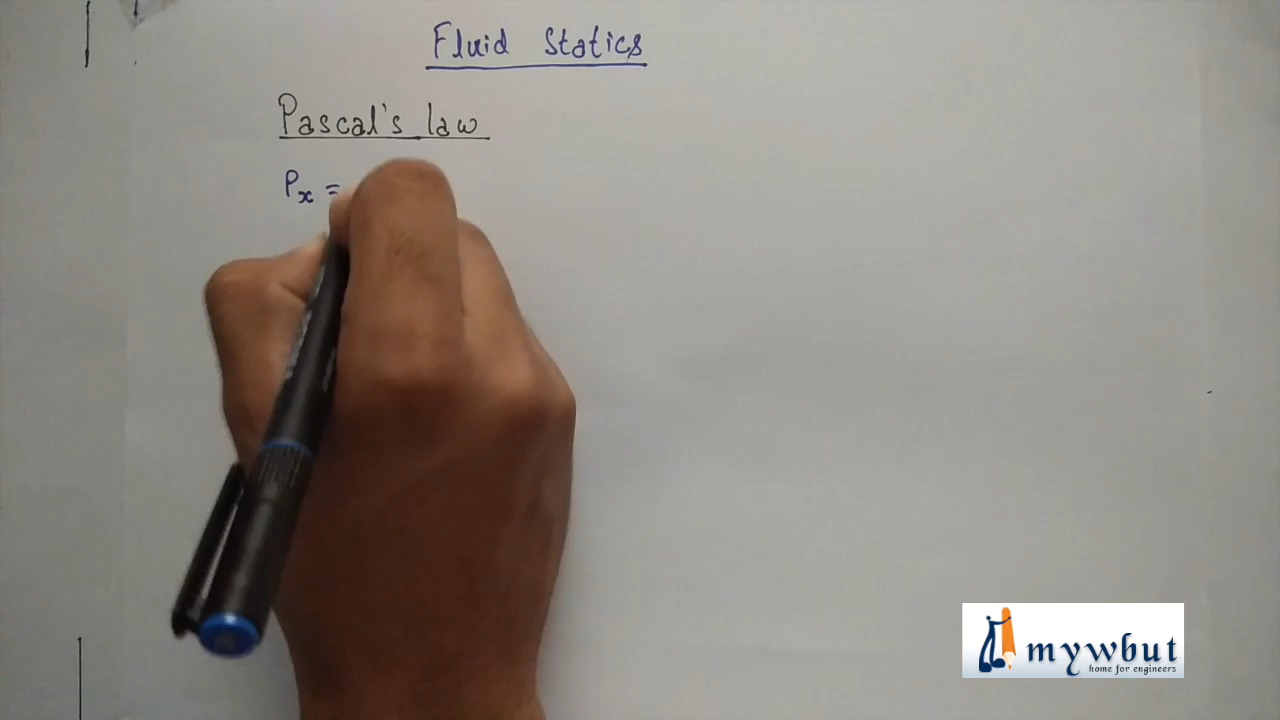 Fluid Statics
Pascal's law
Px =
mywbut
home for engineers